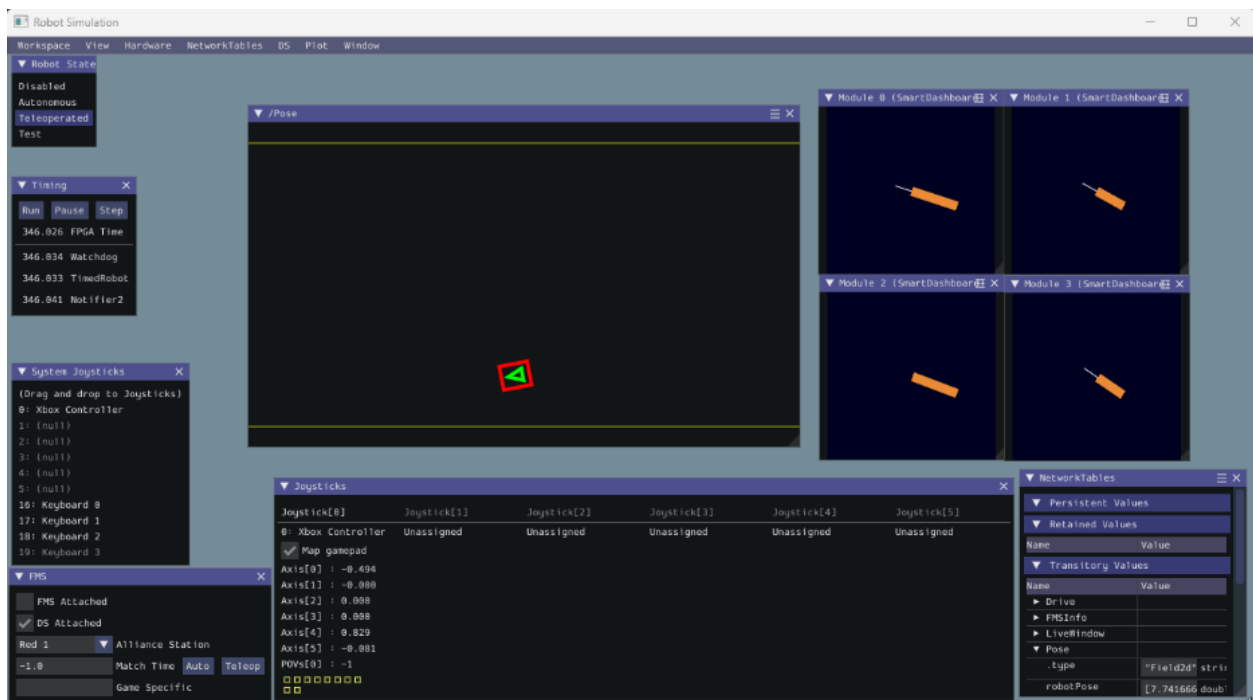 Robot Simulation
Workspace View Hardware NetworkTables DS Plot Window
Robot State
Disabled
Autonomous
Teleoperated
Test
/Pose
Module 0 (SmartDashboar
Module 1 (SmartDashboar
Module 2 (SmartDashboar
Module 3 (SmartDashboar
Timing
Run Pause Step
346.026 FPGA Time
346.034 Watchdog
346.033 TimedRobot
346.041 Notifier2
System Joysticks
(Drag and drop to Joysticks)
0: Xbox Controller
1: (null)
2: (null)
3: (null)
4: (null)
5: (null)
16: Keyboard 0
17: Keyboard 1
18: Keyboard 2
19: Keyboard 3
FMS
FMS Attached
DS Attached
Red 1 Alliance Station
-1.0 Match Time Auto Teleop
Game Specific
Joysticks
Joystick[0] Joystick[1] Joystick[2] Joystick[3] Joystick[4] Joystick[5]
0: Xbox Controller Unassigned Unassigned Unassigned Unassigned Unassigned
Map gamepad
Axis[0] : -0.494
Axis[1] : -0.080
Axis[2] : 0.000
Axis[3] : 0.000
Axis[4] : 0.829
Axis[5] : -0.081
POVs[0] : -1
NetworkTables
Persistent Values
Retained Values
Name Value
Transitory Values
Name Value
Drive
FMSInfo
LiveWindow
Pose
.type "Field2d" strin
robotPose [7.741666 doubl